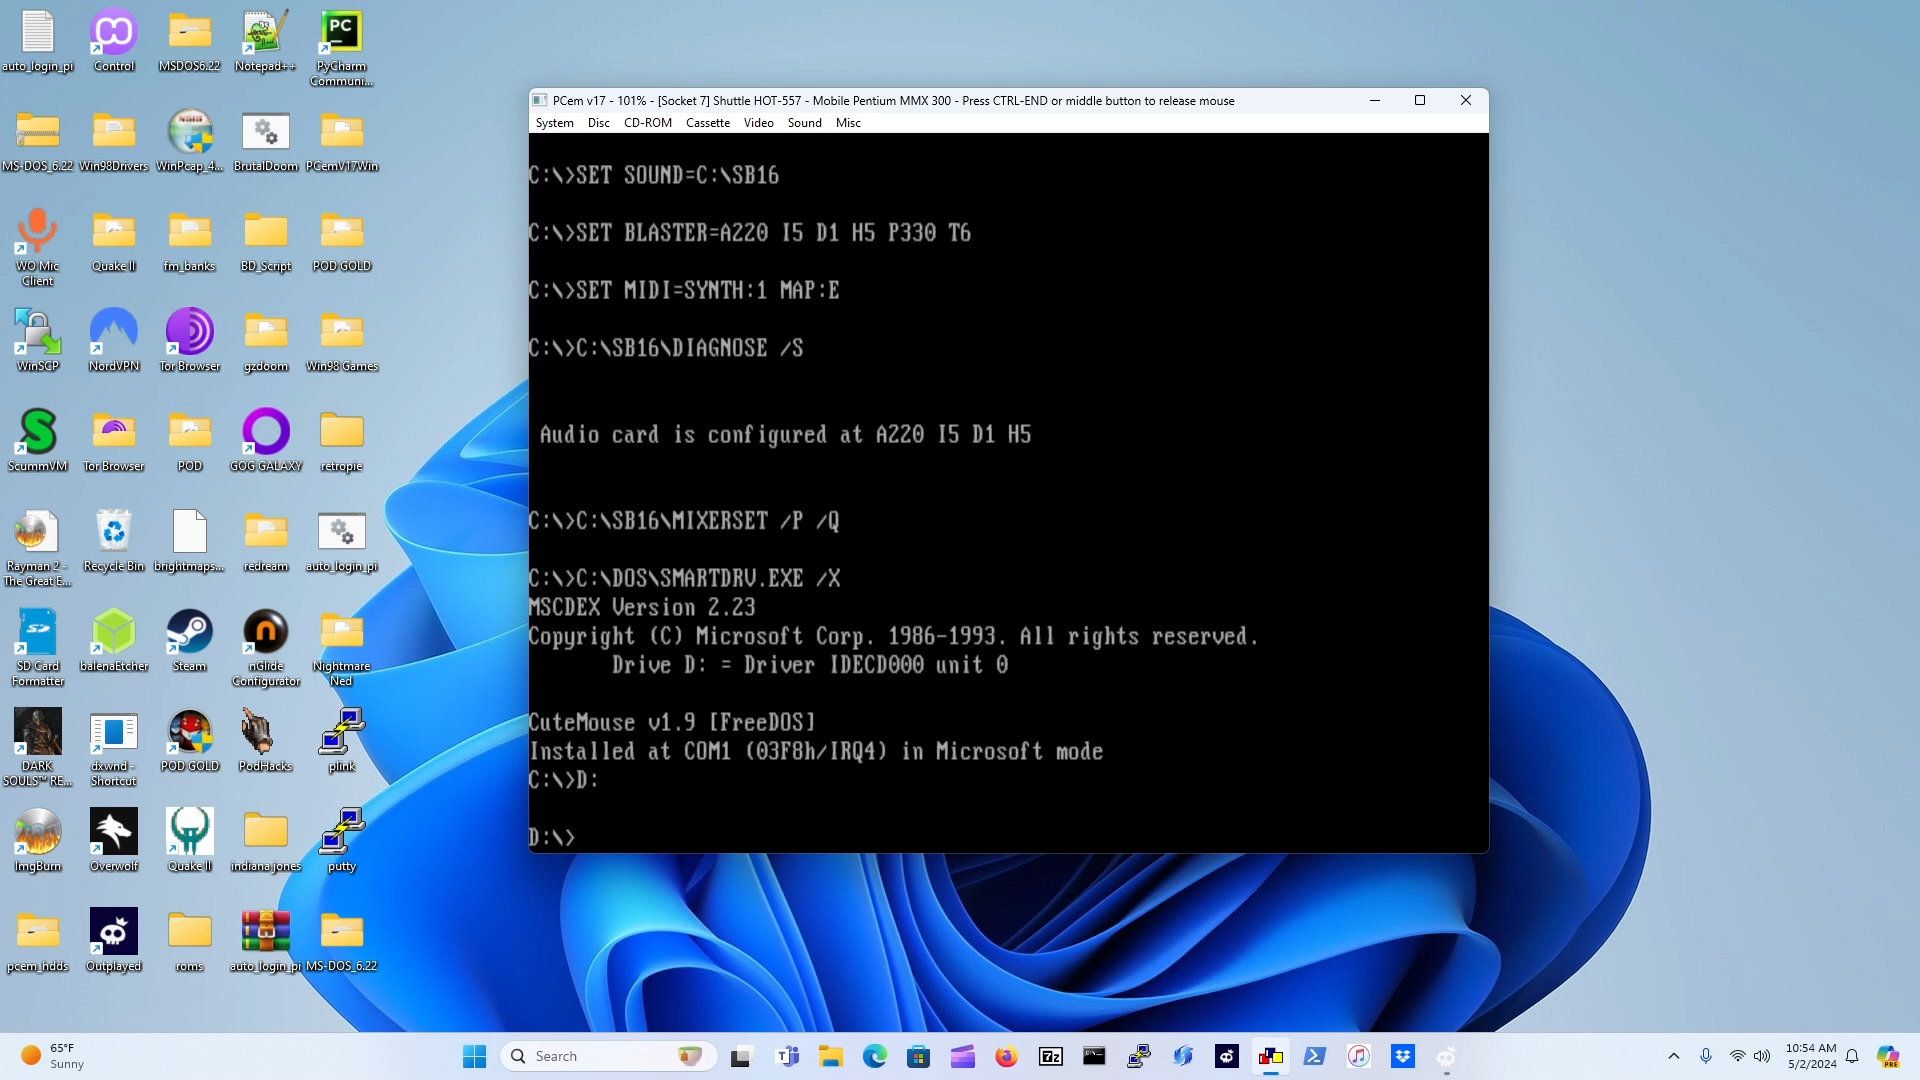 auto_login_pi
Control
MSDOS6.22
Notepad++
PyCharm
Communi...
MS-DOS_6.22
Win98Drivers
WinPcap_4...
BrutalDoom
PCemV17Win
WO Mic
Client
Quake II
fm_banks
BD_Script
POD GOLD
WinSCP
NordVPN
Tor Browser
gzdoom
Win98 Games
ScummVM
Tor Browser
POD
GOG GALAXY
retropie
Rayman 2 -
The Great E...
Recycle Bin
brightmaps...
redream
auto_login_pi
SD Card
Formatter
balenaEtcher
Steam
nGlide
Configurator
Nightmare
Ned
DARK
SOULS™ RE...
dxwnd -
Shortcut
POD GOLD
PodHacks
plink
ImgBurn
Overwolf
Quake II
indiana jones
putty
pcem_hdds
Outplayed
roms
auto_login_pi
MS-DOS_6.22
PCem v17 - 101% - [Socket 7] Shuttle HOT-557 - Mobile Pentium MMX 300 - Press CTRL-END or middle button to release mouse
System Disc CD-ROM Cassette Video Sound Misc
C:\>SET SOUND=C:\SB16
C:\>SET BLASTER=A220 I5 D1 H5 P330 T6
C:\>SET MIDI=SYNTH:1 MAP:E
C:\>C:\SB16\DIAGNOSE /S
Audio card is configured at A220 I5 D1 H5
C:\>C:\SB16\MIXERSET /P /Q
C:\>C:\DOS\SMARTDRV.EXE /X
MSCDEX Version 2.23
Copyright (C) Microsoft Corp. 1986-1993. All rights reserved.
Drive D: = Driver IDECD000 unit 0
CuteMouse v1.9 [FreeDOS]
Installed at COM1 (03F8h/IRQ4) in Microsoft mode
C:\>D:
D:\>
65°F
Sunny
Search
10:54 AM
5/2/2024